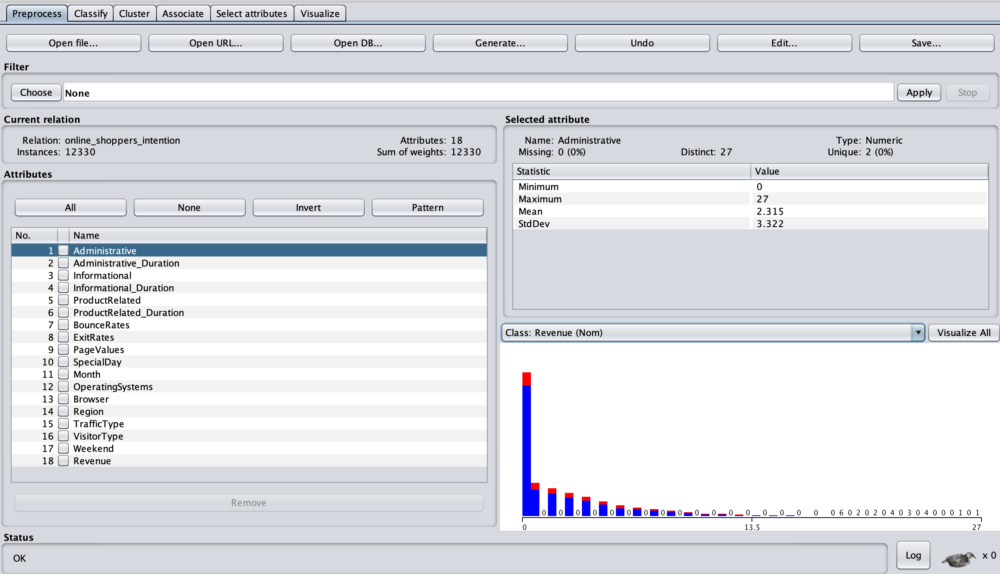 Preprocess Classify Cluster Associate Select attributes Visualize
Open file... Open URL... Open DB... Generate... Undo Edit... Save...
Filter
Choose None Apply Stop
Current relation
Relation: online_shoppers_intention Attributes: 18
Instances: 12330 Sum of weights: 12330
Attributes
All None Invert Pattern
No. Name
1 Administrative
2 Administrative_Duration
3 Informational
4 Informational_Duration
5 ProductRelated
6 ProductRelated_Duration
7 BounceRates
8 ExitRates
9 PageValues
10 SpecialDay
11 Month
12 OperatingSystems
13 Browser
14 Region
15 TrafficType
16 VisitorType
17 Weekend
18 Revenue
Remove
Selected attribute
Name: Administrative Type: Numeric
Missing: 0 (0%) Distinct: 27 Unique: 2 (0%)
Statistic Value
Minimum 0
Maximum 27
Mean 2.315
StdDev 3.322
Class: Revenue (Nom) Visualize All
0 0 0 0 0 0 0 0 0 0 0 0 0 0 0 0 0 0 6 0 2 0 2 0 4 0 3 0 4 0 0 0 1 0 1
0 13.5 27
Status
OK Log x 0